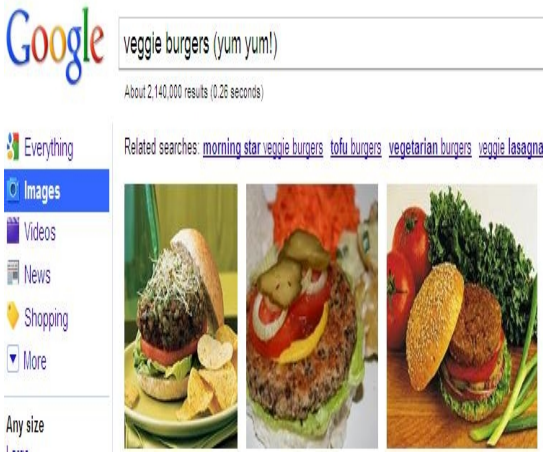 Google
veggie burgers (yum yum!)
About 2,140,000 results (0.26 seconds)
Everything
Related searches: morning star veggie burgers tofu burgers vegetarian burgers veggie lasagna
Images
Videos
News
Shopping
More
Any size